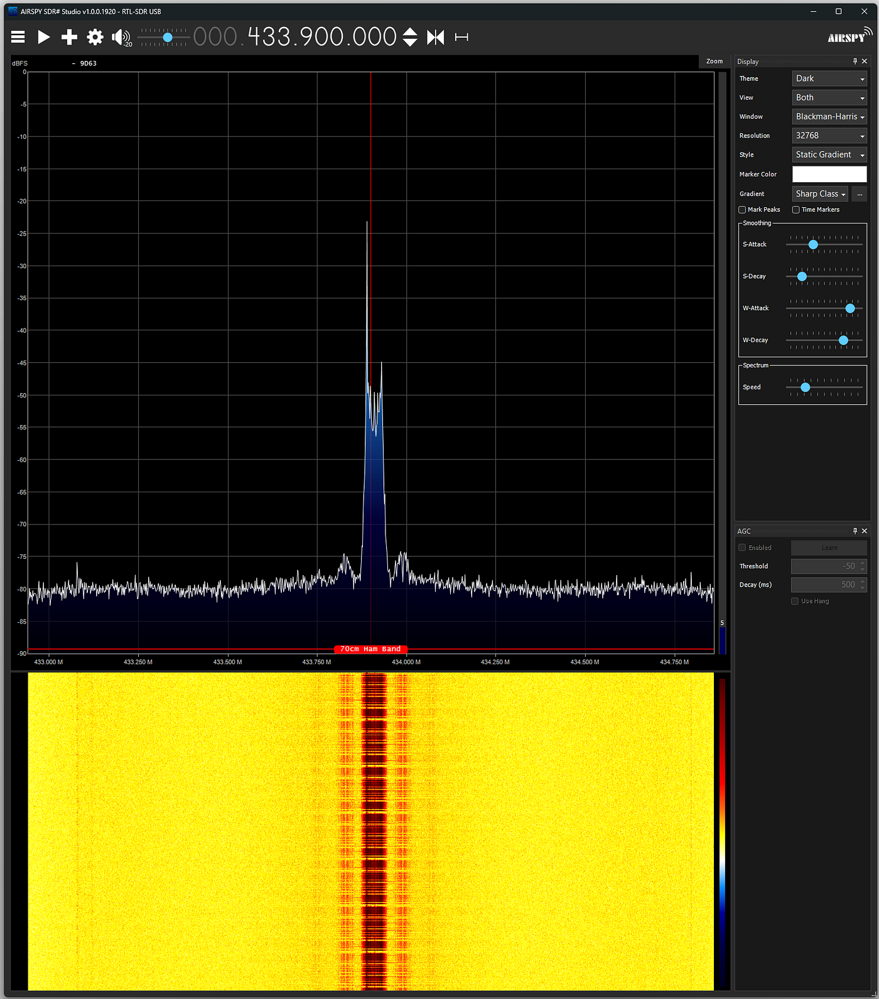 AIRSPY SDR# Studio v1.0.0.1920 - RTL-SDR USB
-20
000.433.900.000
AIRSPY
dBFS
- 9D63
Zoom
0
-5
-10
-15
-20
-25
-30
-35
-40
-45
-50
-55
-60
-65
-70
-75
-80
-85
-90
5
70cm Ham Band
433.000 M
433.250 M
433.500 M
433.750 M
434.000 M
434.250 M
434.500 M
434.750 M
Display
Theme Dark
View Both
Window Blackman-Harris
Resolution 32768
Style Static Gradient
Marker Color
Gradient Sharp Class ...
Mark Peaks Time Markers
Smoothing
S-Attack
S-Decay
W-Attack
W-Decay
Spectrum
Speed
AGC
Enabled Learn
Threshold -50
Decay (ms) 500
Use Hang